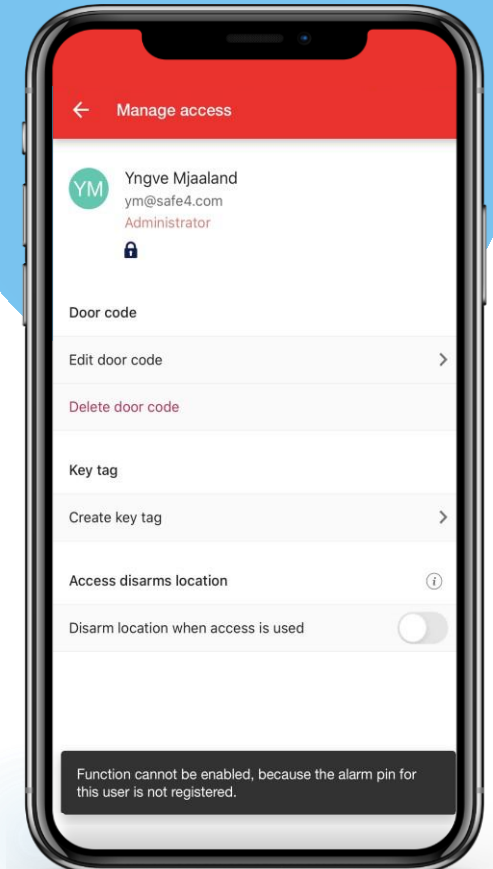 Manage access
YM
Yngve Mjaaland
ym@safe4.com
Administrator
Door code
Edit door code
Delete door code
Key tag
Create key tag
Access disarms location
i
Disarm location when access is used
Function cannot be enabled, because the alarm pin for
this user is not registered.